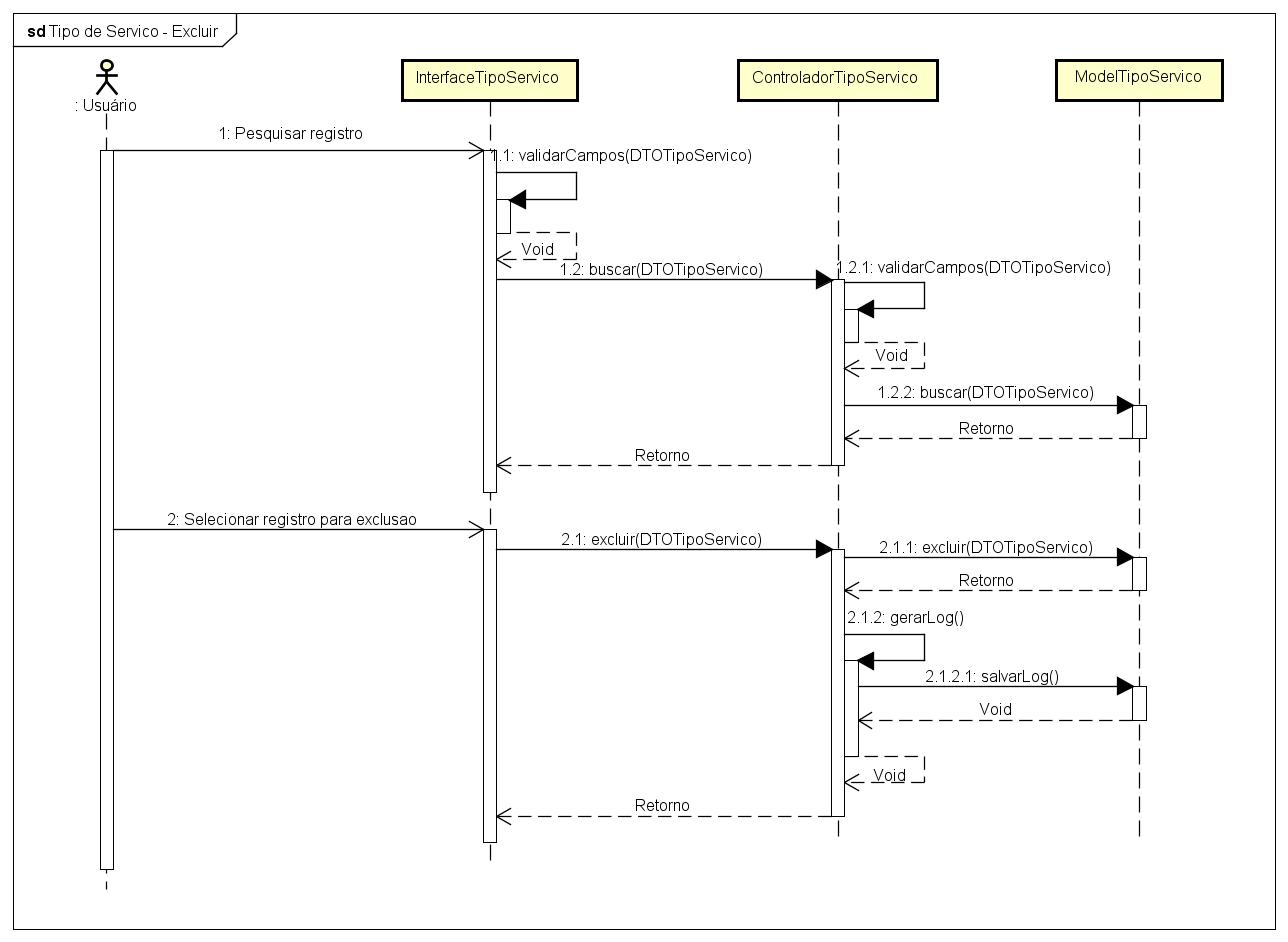 sd Tipo de Servico - Excluir
: Usuário
InterfaceTipoServico
ControladorTipoServico
ModelTipoServico
1: Pesquisar registro
1.1: validarCampos(DTOTipoServico)
Void
1.2: buscar(DTOTipoServico)
1.2.1: validarCampos(DTOTipoServico)
Void
1.2.2: buscar(DTOTipoServico)
Retorno
Retorno
2: Selecionar registro para exclusao
2.1: excluir(DTOTipoServico)
2.1.1: excluir(DTOTipoServico)
Retorno
2.1.2: gerarLog()
2.1.2.1: salvarLog()
Void
Void
Retorno